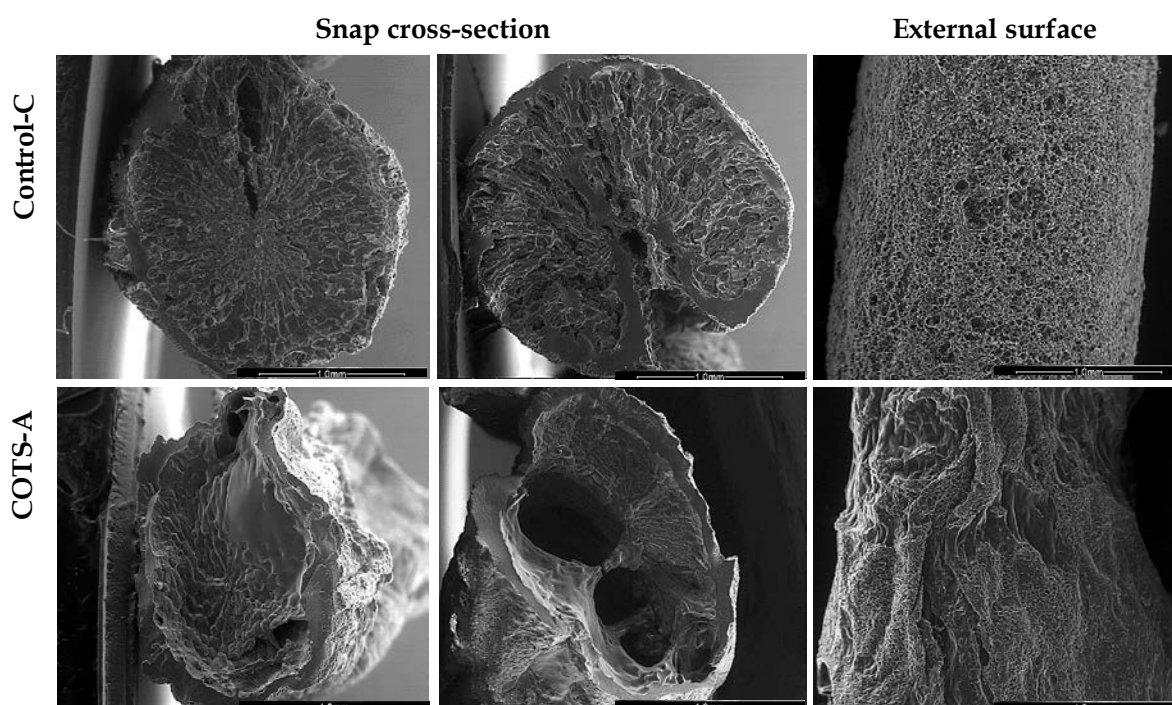 Snap cross-section
External surface
Control-C
1.0mm
1.0mm
1.0mm
COTS-A